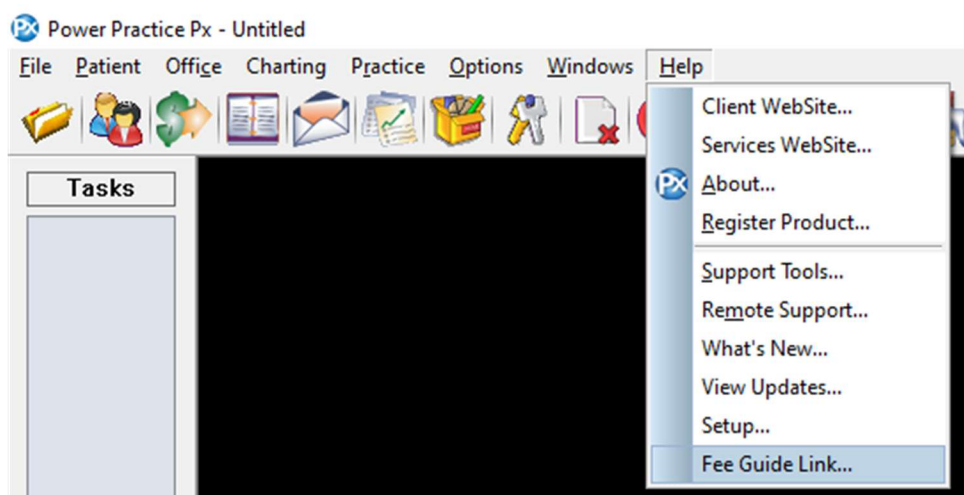 Power Practice Px - Untitled
File Patient Office Charting Practice Options Windows Help
Client WebSite...
Services WebSite...
Px About...
Register Product...
Support Tools...
Remote Support...
What's New...
View Updates...
Setup...
Fee Guide Link...
Tasks